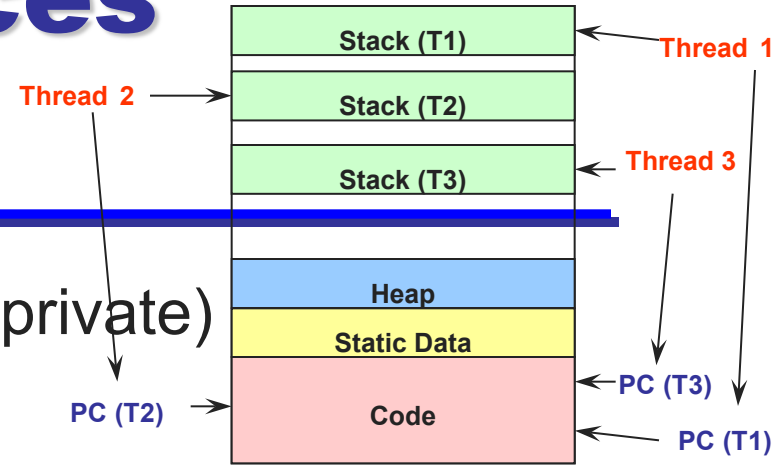 ces
Stack (T1)
Thread 1
Thread 2
Stack (T2)
Thread 3
Stack (T3)
Heap
private)
Static Data
PC (T3)
PC (T2)
Code
PC (T1)